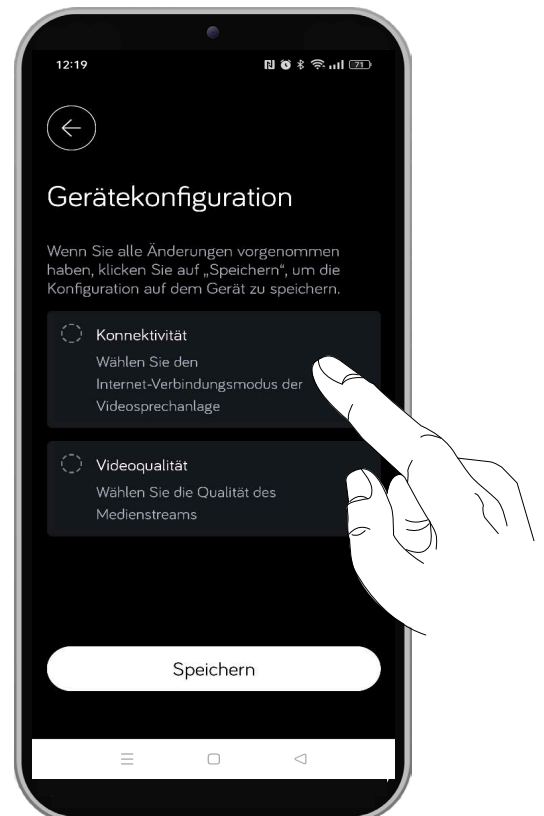 12:19
71
Gerätekonfiguration
Wenn Sie alle Änderungen vorgenommen
haben, klicken Sie auf „Speichern“, um die
Konfiguration auf dem Gerät zu speichern.
Konnektivität
Wählen Sie den
Internet-Verbindungsmodus der
Videosprechanlage
Videoqualität
Wählen Sie die Qualität des
Medienstreams
Speichern